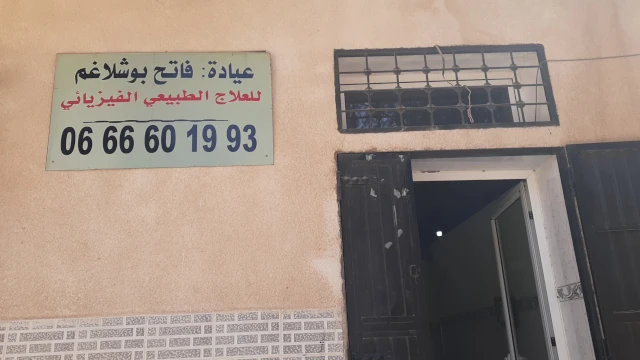 عيادة: فاتح بوشلاغم
للعلاج الطبيعي الفيزيائي
06 66 60 19 93